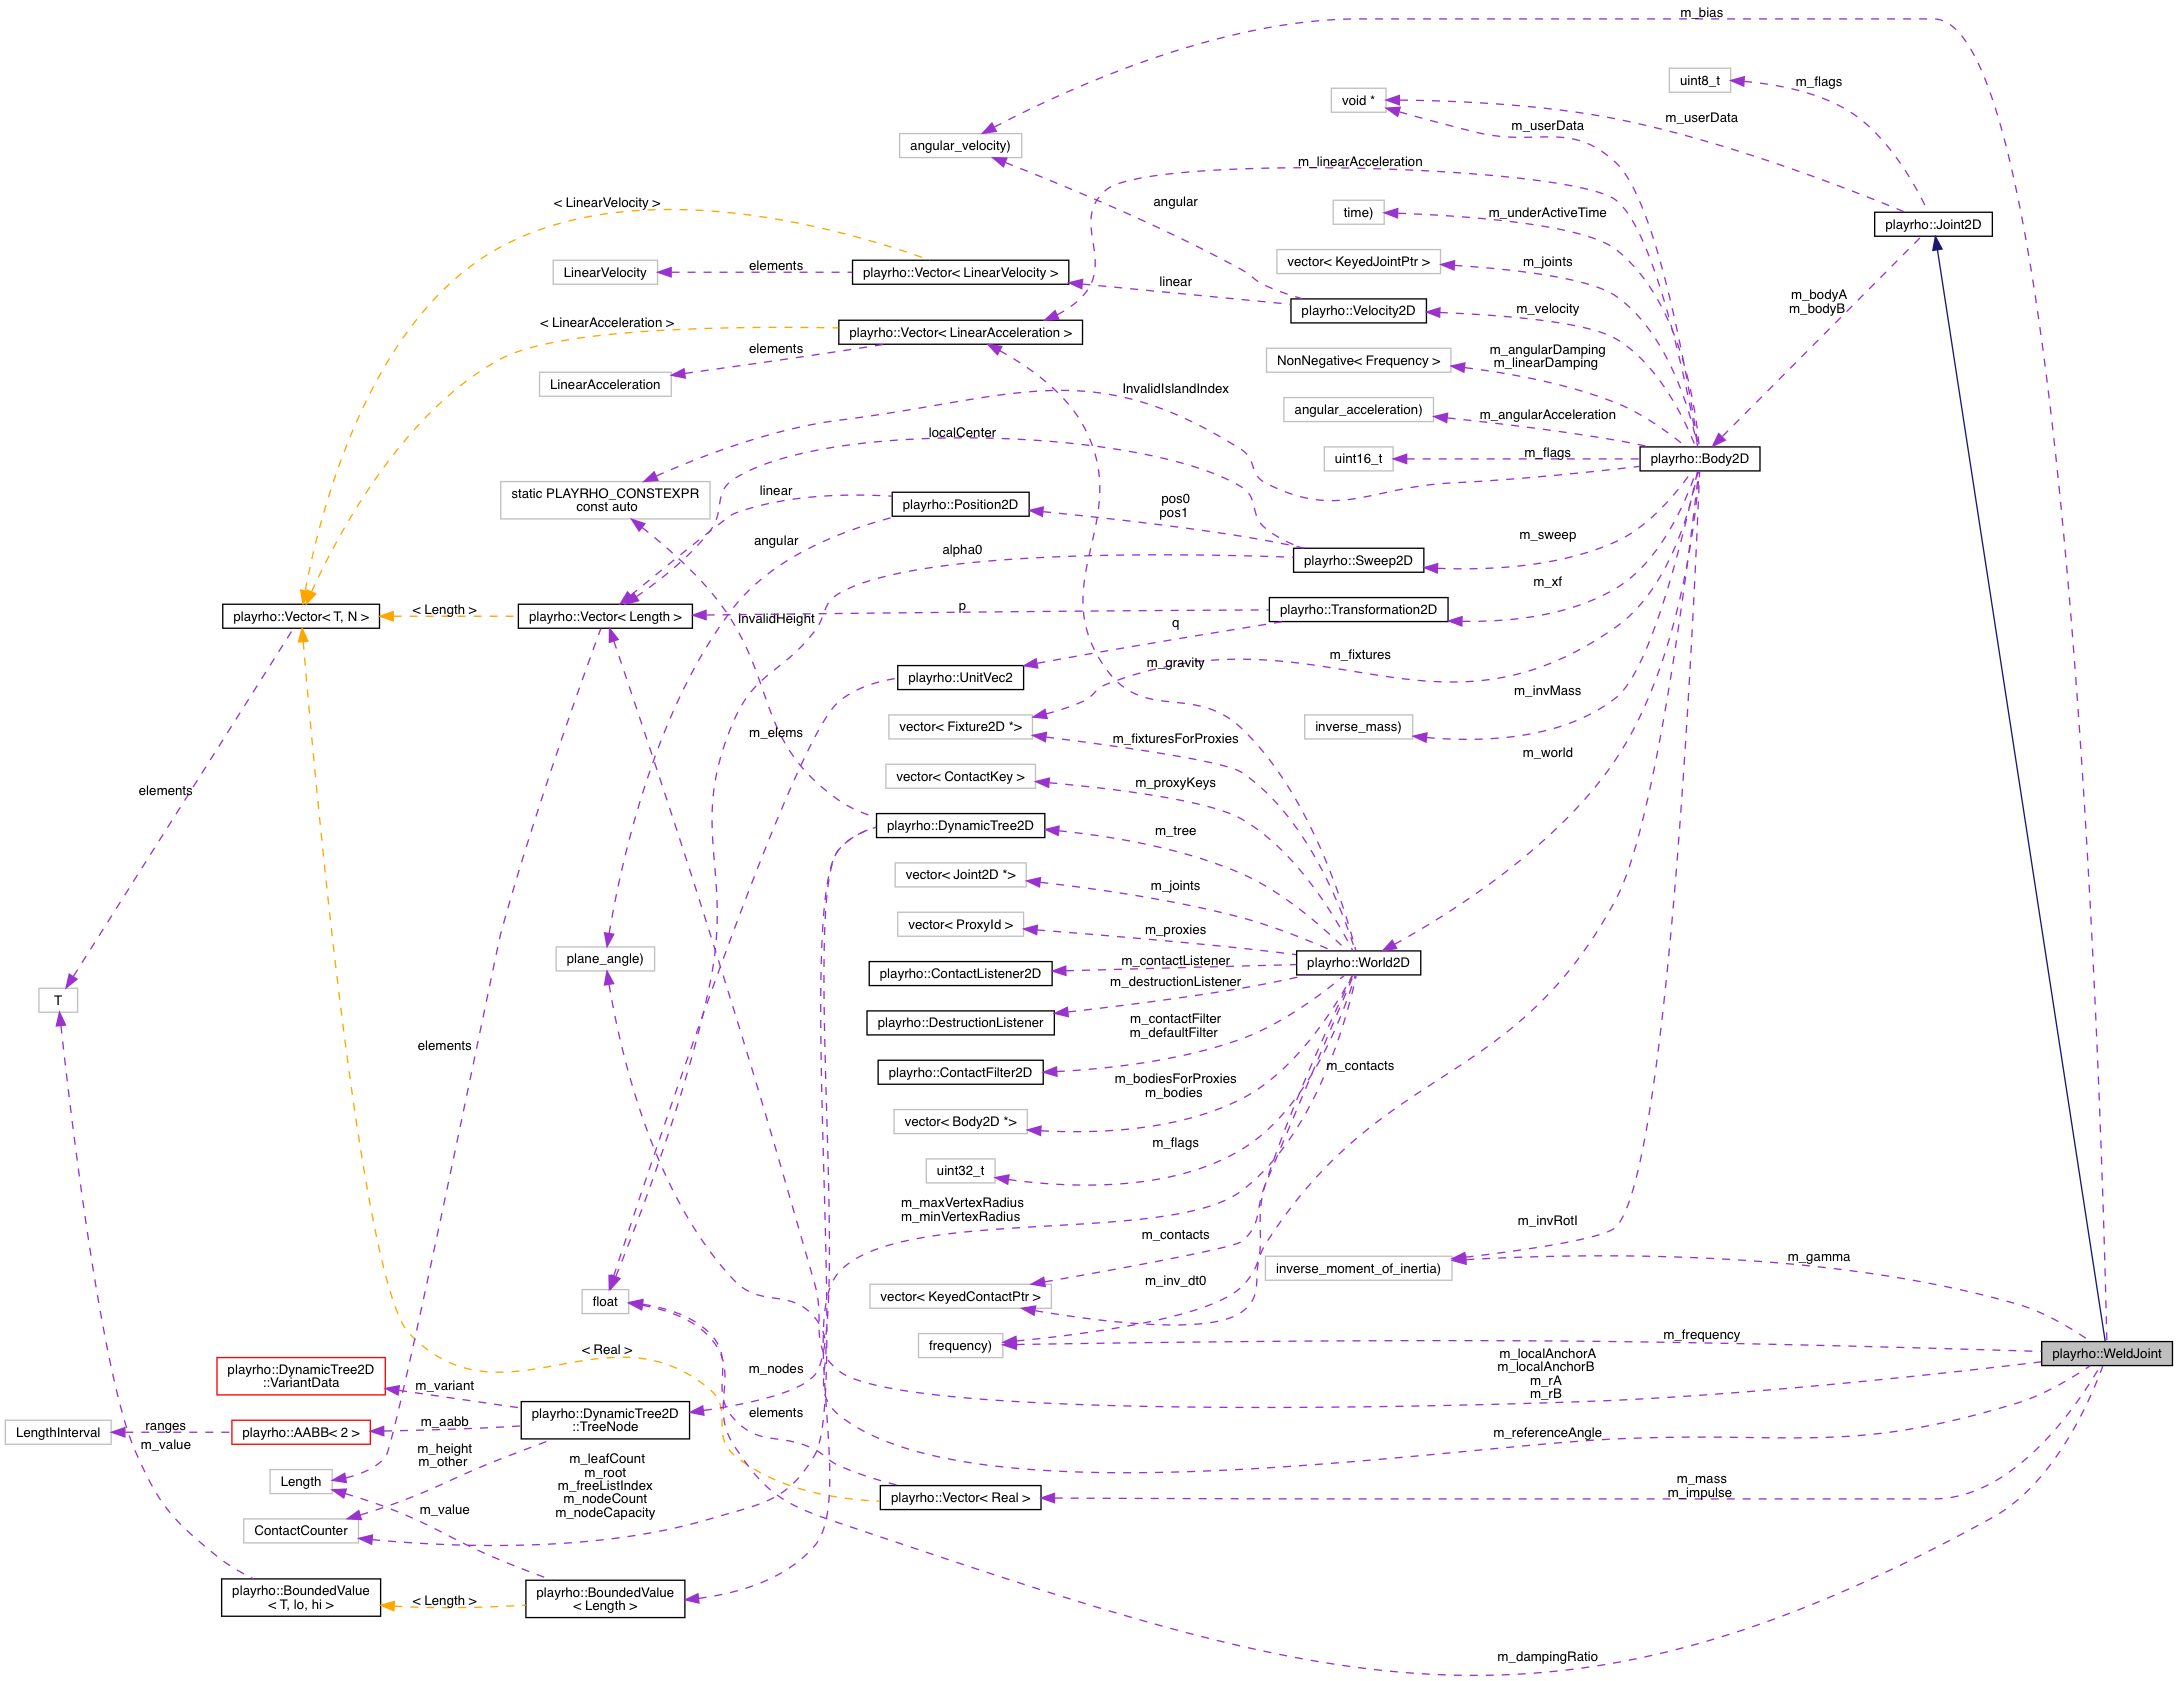 m_bias
uint8_t
m_flags
void *
m_userData
m_userData
angular_velocity)
m_linearAcceleration
angular
< LinearVelocity >
time)
m_underActiveTime
playrho::Joint2D
LinearVelocity
elements
playrho::Vector< LinearVelocity >
linear
vector< KeyedJointPtr >
m_joints
playrho::Velocity2D
m_velocity
m_bodyA
m_bodyB
< LinearAcceleration >
playrho::Vector< LinearAcceleration >
elements
LinearAcceleration
NonNegative< Frequency >
m_angularDamping
m_linearDamping
InvalidIslandIndex
angular_acceleration)
m_angularAcceleration
localCenter
uint16_t
m_flags
playrho::Body2D
static PLAYRHO_CONSTEXPR
const auto
linear
playrho::Position2D
pos0
pos1
angular
alpha0
playrho::Sweep2D
m_sweep
m_xf
playrho::Vector< T, N >
< Length >
playrho::Vector< Length >
InvalidHeight
p
playrho::Transformation2D
q
playrho::UnitVec2
m_gravity
m_fixtures
m_invMass
vector< Fixture2D *>
inverse_mass)
m_elems
m_fixturesForProxies
m_world
vector< ContactKey >
m_proxyKeys
elements
playrho::DynamicTree2D
m_tree
vector< Joint2D *>
m_joints
vector< ProxyId >
m_proxies
plane_angle)
playrho::ContactListener2D
m_contactListener
playrho::World2D
m_destructionListener
T
playrho::DestructionListener
m_contactFilter
m_defaultFilter
elements
playrho::ContactFilter2D
m_contacts
m_bodiesForProxies
m_bodies
vector< Body2D *>
m_flags
uint32_t
m_maxVertexRadius
m_minVertexRadius
m_invRotI
m_contacts
inverse_moment_of_inertia)
m_gamma
m_inv_dt0
float
vector< KeyedContactPtr >
frequency)
m_frequency
playrho::WeldJoint
< Real >
m_localAnchorA
m_localAnchorB
m_rA
m_rB
playrho::DynamicTree2D
::VariantData
m_variant
m_nodes
playrho::DynamicTree2D
::TreeNode
elements
LengthInterval
ranges
m_value
playrho::AABB< 2 >
m_aabb
m_height
m_other
m_referenceAngle
Length
m_leafCount
m_root
m_freeListIndex
m_nodeCount
m_nodeCapacity
m_mass
m_impulse
playrho::Vector< Real >
m_value
ContactCounter
playrho::BoundedValue
< T, lo, hi >
< Length >
playrho::BoundedValue
< Length >
m_dampingRatio